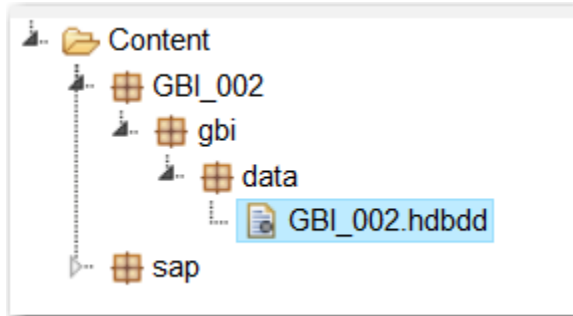 Content
GBI_002
gbi
data
GBI_002.hdbdd
sap